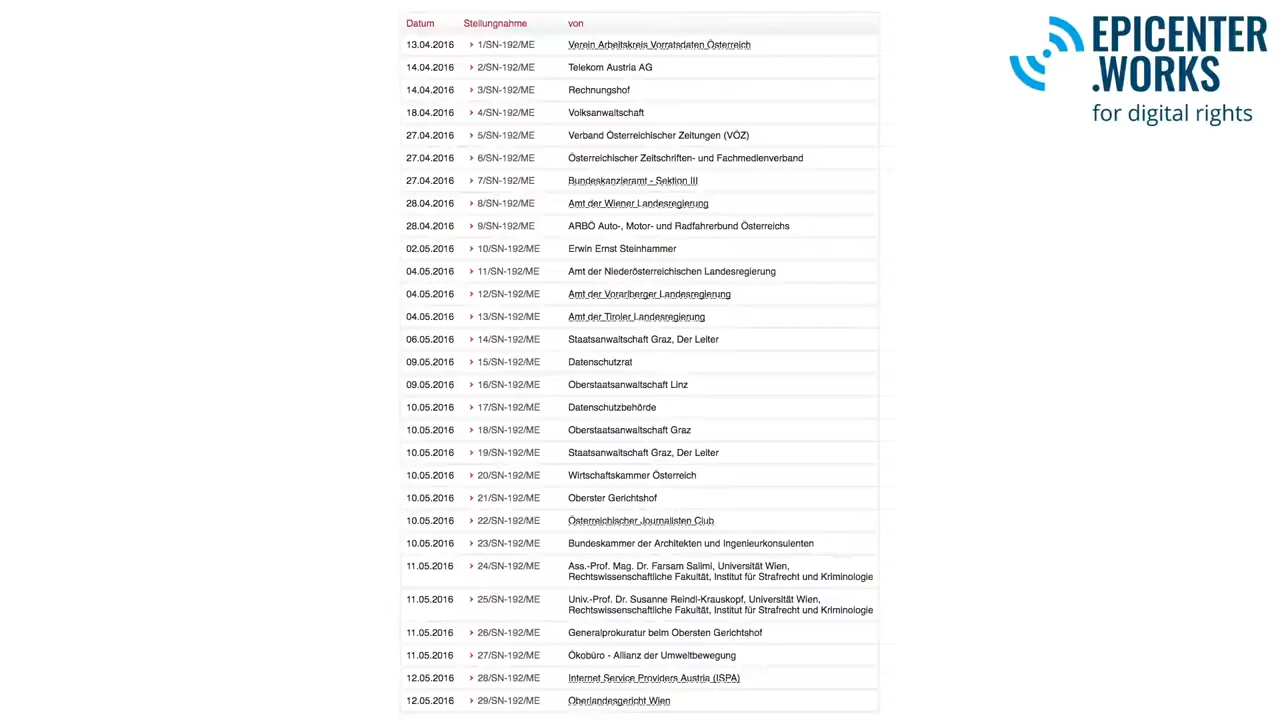 Datum Stellungnahme von
13.04.2016 › 1/SN-192/ME Verein Arbeitskreis Vorratsdaten Österreich
14.04.2016 › 2/SN-192/ME Telekom Austria AG
14.04.2016 › 3/SN-192/ME Rechnungshof
18.04.2016 › 4/SN-192/ME Volksanwaltschaft
27.04.2016 › 5/SN-192/ME Verband Österreichischer Zeitungen (VÖZ)
27.04.2016 › 6/SN-192/ME Österreichischer Zeitschriften- und Fachmedienverband
27.04.2016 › 7/SN-192/ME Bundeskanzleramt - Sektion III
28.04.2016 › 8/SN-192/ME Amt der Wiener Landesregierung
28.04.2016 › 9/SN-192/ME ARBÖ Auto-, Motor- und Radfahrerbund Österreichs
02.05.2016 › 10/SN-192/ME Erwin Ernst Steinhammer
04.05.2016 › 11/SN-192/ME Amt der Niederösterreichischen Landesregierung
04.05.2016 › 12/SN-192/ME Amt der Vorarlberger Landesregierung
04.05.2016 › 13/SN-192/ME Amt der Tiroler Landesregierung
06.05.2016 › 14/SN-192/ME Staatsanwaltschaft Graz, Der Leiter
09.05.2016 › 15/SN-192/ME Datenschutzrat
09.05.2016 › 16/SN-192/ME Oberstaatsanwaltschaft Linz
10.05.2016 › 17/SN-192/ME Datenschutzbehörde
10.05.2016 › 18/SN-192/ME Oberstaatsanwaltschaft Graz
10.05.2016 › 19/SN-192/ME Staatsanwaltschaft Graz, Der Leiter
10.05.2016 › 20/SN-192/ME Wirtschaftskammer Österreich
10.05.2016 › 21/SN-192/ME Oberster Gerichtshof
10.05.2016 › 22/SN-192/ME Österreichischer Journalisten Club
10.05.2016 › 23/SN-192/ME Bundeskammer der Architekten und Ingenieurkonsulenten
11.05.2016 › 24/SN-192/ME Ass.-Prof. Mag. Dr. Farsam Salimi, Universität Wien,
Rechtswissenschaftliche Fakultät, Institut für Strafrecht und Kriminologie
11.05.2016 › 25/SN-192/ME Univ.-Prof. Dr. Susanne Reindl-Krauskopf, Universität Wien,
Rechtswissenschaftliche Fakultät, Institut für Strafrecht und Kriminologie
11.05.2016 › 26/SN-192/ME Generalprokuratur beim Obersten Gerichtshof
11.05.2016 › 27/SN-192/ME Ökobüro - Allianz der Umweltbewegung
12.05.2016 › 28/SN-192/ME Internet Service Providers Austria (ISPA)
12.05.2016 › 29/SN-192/ME Oberlandesgericht Wien
EPICENTER
.WORKS
for digital rights